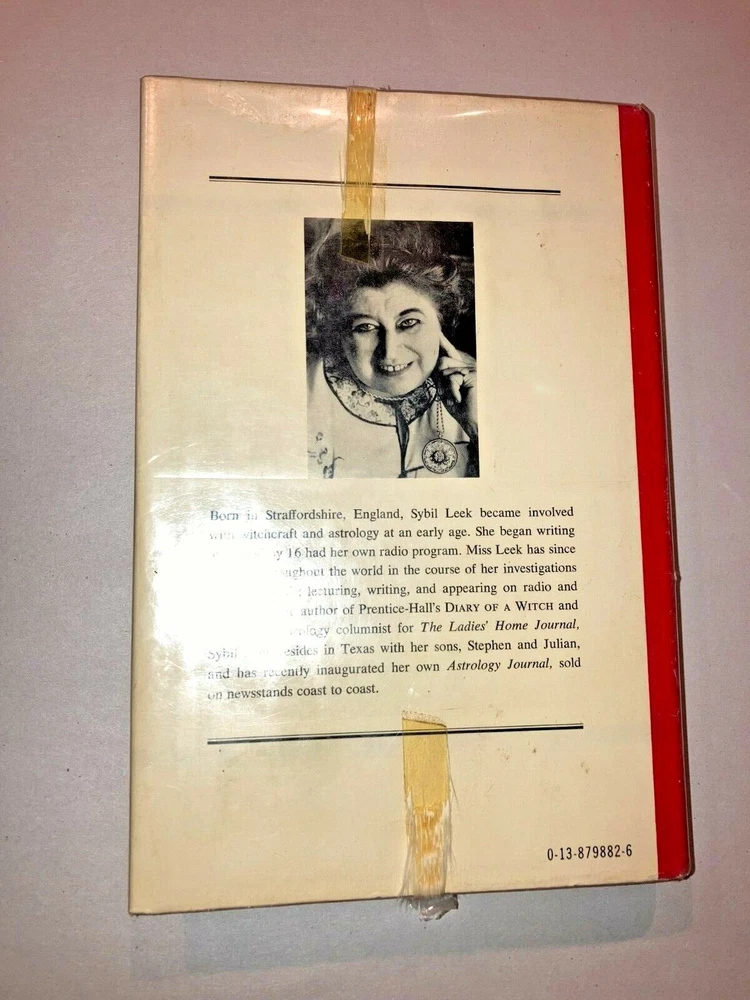 Born in Straffordshire, England, Sybil Leek became involved
with witchcraft and astrology at an early age. She began writing
16 had her own radio program. Miss Leek has since
the world in the course of her investigations
lecturing, writing, and appearing on radio and
author of Prentice-Hall's DIARY OF A WITCH and
columnist for The Ladies' Home Journal,
in Texas with her sons, Stephen and Julian,
and has recently inaugurated her own Astrology Journal, sold
on newsstands coast to coast.
0-13-879882-6